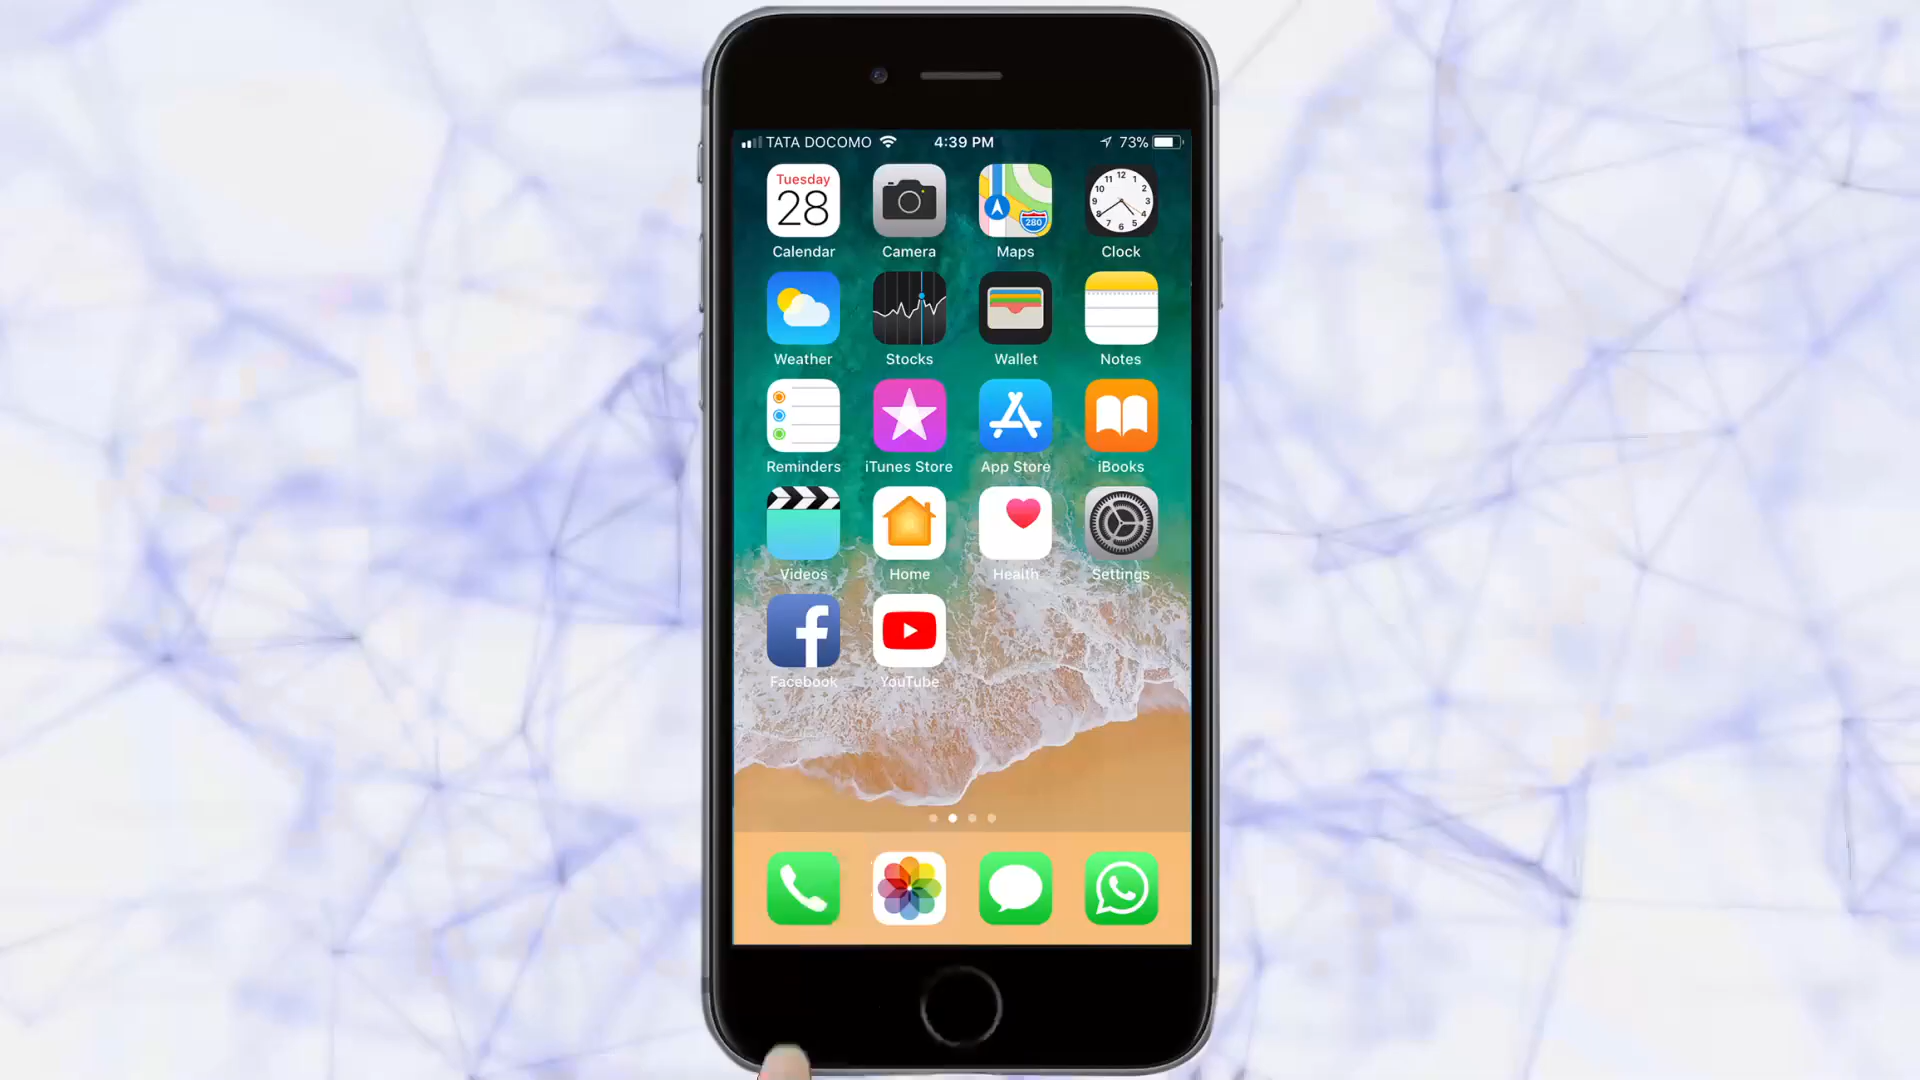 TATA DOCOMO 4:39 PM 73%
Tuesday
28
280
Calendar Camera Maps Clock
Weather Stocks Wallet Notes
Reminders iTunes Store App Store iBooks
Videos Home Health Settings
Facebook YouTube